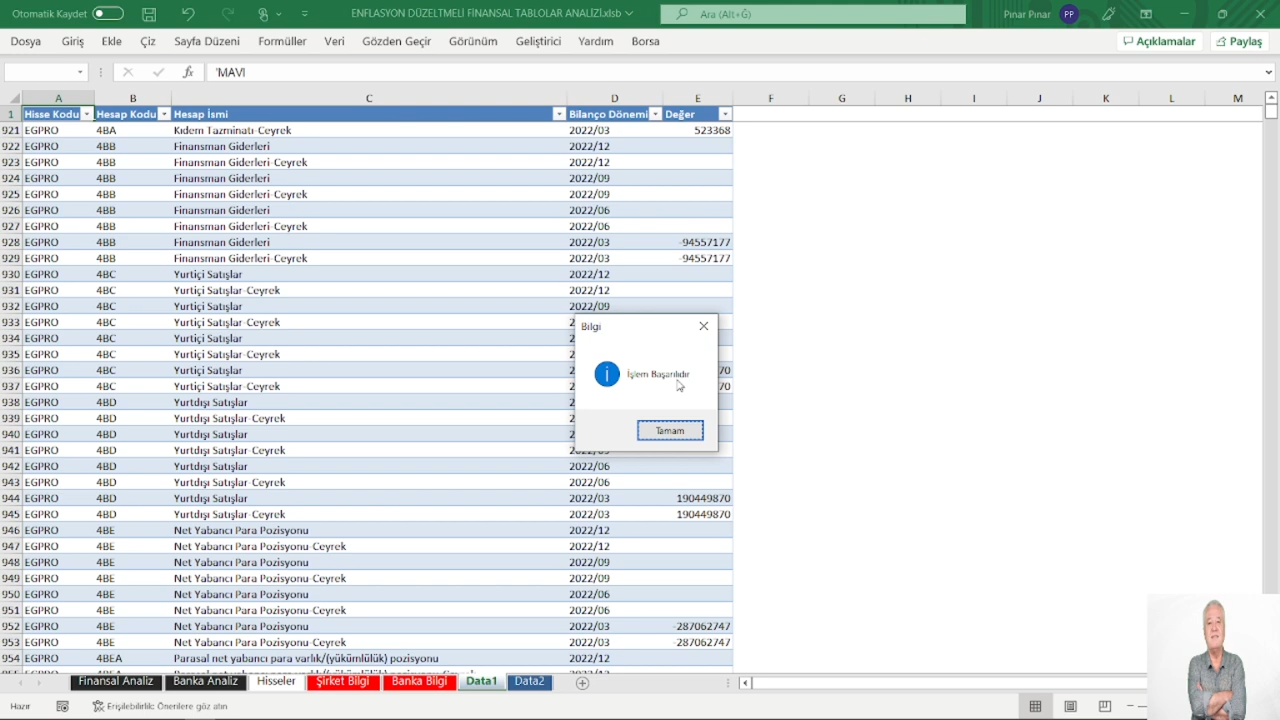 Otomatik Kaydet
ENFLASYON DÜZELTMELİ FİNANSAL TABLOLAR ANALİZİ.xlsb
Ara (Alt+Ğ)
Pınar Pınar PP
Dosya Giriş Ekle Çiz Sayfa Düzeni Formüller Veri Gözden Geçir Görünüm Geliştirici Yardım Borsa Açıklamalar Paylaş
fx 'MAVI
A B C D E F G H I J K L M
1 Hisse Kodu Hesap Kodu Hesap İsmi Bilanço Dönemi Değer
921 EGPRO 4BA Kıdem Tazminatı-Ceyrek 2022/03 523368
922 EGPRO 4BB Finansman Giderleri 2022/12
923 EGPRO 4BB Finansman Giderleri-Ceyrek 2022/12
924 EGPRO 4BB Finansman Giderleri 2022/09
925 EGPRO 4BB Finansman Giderleri-Ceyrek 2022/09
926 EGPRO 4BB Finansman Giderleri 2022/06
927 EGPRO 4BB Finansman Giderleri-Ceyrek 2022/06
928 EGPRO 4BB Finansman Giderleri 2022/03 -94557177
929 EGPRO 4BB Finansman Giderleri-Ceyrek 2022/03 -94557177
930 EGPRO 4BC Yurtiçi Satışlar 2022/12
931 EGPRO 4BC Yurtiçi Satışlar-Ceyrek 2022/12
932 EGPRO 4BC Yurtiçi Satışlar 2022/09
933 EGPRO 4BC Yurtiçi Satışlar-Ceyrek 2
934 EGPRO 4BC Yurtiçi Satışlar 2
935 EGPRO 4BC Yurtiçi Satışlar-Ceyrek 2
936 EGPRO 4BC Yurtiçi Satışlar 2 70
937 EGPRO 4BC Yurtiçi Satışlar-Ceyrek 2 70
938 EGPRO 4BD Yurtdışı Satışlar 2
939 EGPRO 4BD Yurtdışı Satışlar-Ceyrek 2
940 EGPRO 4BD Yurtdışı Satışlar 2
941 EGPRO 4BD Yurtdışı Satışlar-Ceyrek
942 EGPRO 4BD Yurtdışı Satışlar 2022/06
943 EGPRO 4BD Yurtdışı Satışlar-Ceyrek 2022/06
944 EGPRO 4BD Yurtdışı Satışlar 2022/03 190449870
945 EGPRO 4BD Yurtdışı Satışlar-Ceyrek 2022/03 190449870
946 EGPRO 4BE Net Yabancı Para Pozisyonu 2022/12
947 EGPRO 4BE Net Yabancı Para Pozisyonu-Ceyrek 2022/12
948 EGPRO 4BE Net Yabancı Para Pozisyonu 2022/09
949 EGPRO 4BE Net Yabancı Para Pozisyonu-Ceyrek 2022/09
950 EGPRO 4BE Net Yabancı Para Pozisyonu 2022/06
951 EGPRO 4BE Net Yabancı Para Pozisyonu-Ceyrek 2022/06
952 EGPRO 4BE Net Yabancı Para Pozisyonu 2022/03 -287062747
953 EGPRO 4BE Net Yabancı Para Pozisyonu-Ceyrek 2022/03 -287062747
954 EGPRO 4BEA Parasal net yabancı para varlık/(yükümlülük) pozisyonu 2022/12
Bilgi
İşlem Başarılıdır
Tamam
Finansal Analiz Banka Analiz Hisseler Şirket Bilgi Banka Bilgi Data1 Data2
Hazır Erişilebilirlik: Önerilere göz atın